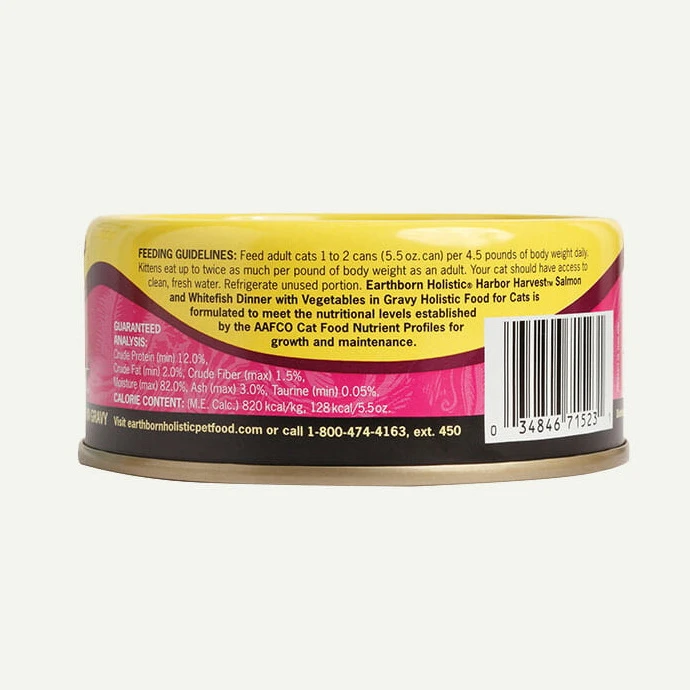 FEEDING GUIDELINES: Feed adult cats 1 to 2 cans (5.5 oz. can) per 4.5 pounds of body weight daily.
Kittens eat up to twice as much per pound of body weight as an adult. Your cat should have access to
clean, fresh water. Refrigerate unused portion. Earthborn Holistic® Harbor Harvest™ Salmon
and Whitefish Dinner with Vegetables in Gravy Holistic Food for Cats is
formulated to meet the nutritional levels established
by the AAFCO Cat Food Nutrient Profiles for
growth and maintenance.
GUARANTEED
ANALYSIS:
Crude Protein (min) 12.0%,
Crude Fat (min) 2.0%, Crude Fiber (max) 1.5%,
Moisture (max) 82.0%, Ash (max) 3.0%, Taurine (min) 0.05%.
CALORIE CONTENT: (M.E. Calc.) 820 kcal/kg, 128 kcal/5.5 oz.
GRAVY
Visit earthbornholisticpetfood.com or call 1-800-474-4163, ext. 450
0 34846 71523